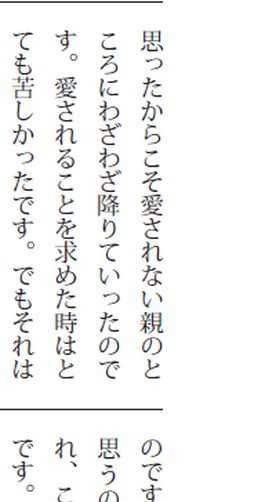 思ったからこそ愛されない親のと
ころにわざわざ降りていったので
す。愛されることを求めた時はと
ても苦しかったです。でもそれは
のです
思うの
れ、こ
です。